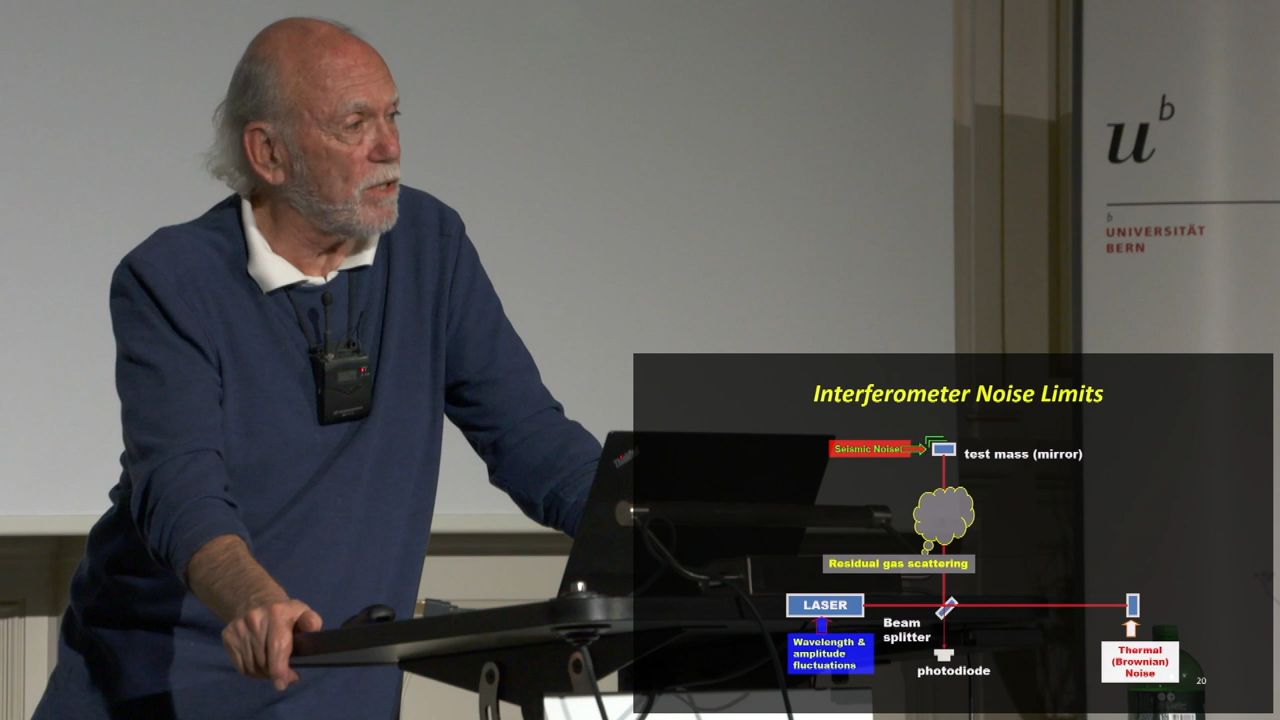 u b
b
UNIVERSITÄT
BERN
Interferometer Noise Limits
Seismic Noise
test mass (mirror)
Residual gas scattering
LASER
Beam
splitter
Wavelength &
amplitude
fluctuations
photodiode
Thermal
(Brownian)
Noise
20